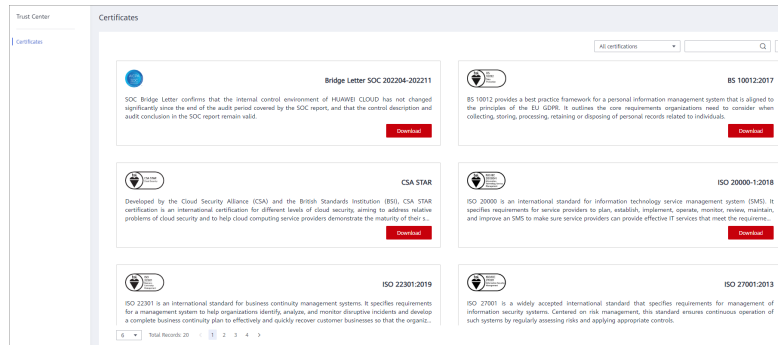 Trust Center
Certificates
Certificates
All certifications
Bridge Letter SOC 202204-202211
SOC Bridge Letter confirms that the internal control environment of HUAWEI CLOUD has not changed
significantly since the end of the audit period covered by the SOC report, and that the control description and
audit conclusion in the SOC report remain valid.
Download
BS 10012:2017
BS 10012 provides a best practice framework for a personal information management system that is aligned to
the principles of the EU GDPR. It outlines the core requirements organizations need to consider when
collecting, storing, processing, retaining or disposing of personal records related to individuals.
Download
CSA STAR
Developed by the Cloud Security Alliance (CSA) and the British Standards Institution (BSI), CSA STAR
certification is an international certification for different levels of cloud security, aiming to address relative
problems of cloud security and to help cloud computing service providers demonstrate the maturity of their s...
Download
ISO 20000-1:2018
ISO 20000 is an international standard for information technology service management system (SMS). It
specifies requirements for service providers to plan, establish, implement, operate, monitor, review, maintain,
and improve an SMS to make sure service providers can provide effective IT services that meet the requireme...
Download
ISO 22301:2019
ISO 22301 is an international standard for business continuity management systems. It specifies requirements
for a management system to help organizations identify, analyze, and monitor disruptive incidents and develop
a complete business continuity plan to effectively and quickly recover customer businesses so that the organiz...
ISO 27001:2013
ISO 27001 is a widely accepted international standard that specifies requirements for management of
information security systems. Centered on risk management, this standard ensures continuous operation of
such systems by regularly assessing risks and applying appropriate controls.
6 Total Records: 20 < 1 2 3 4 >